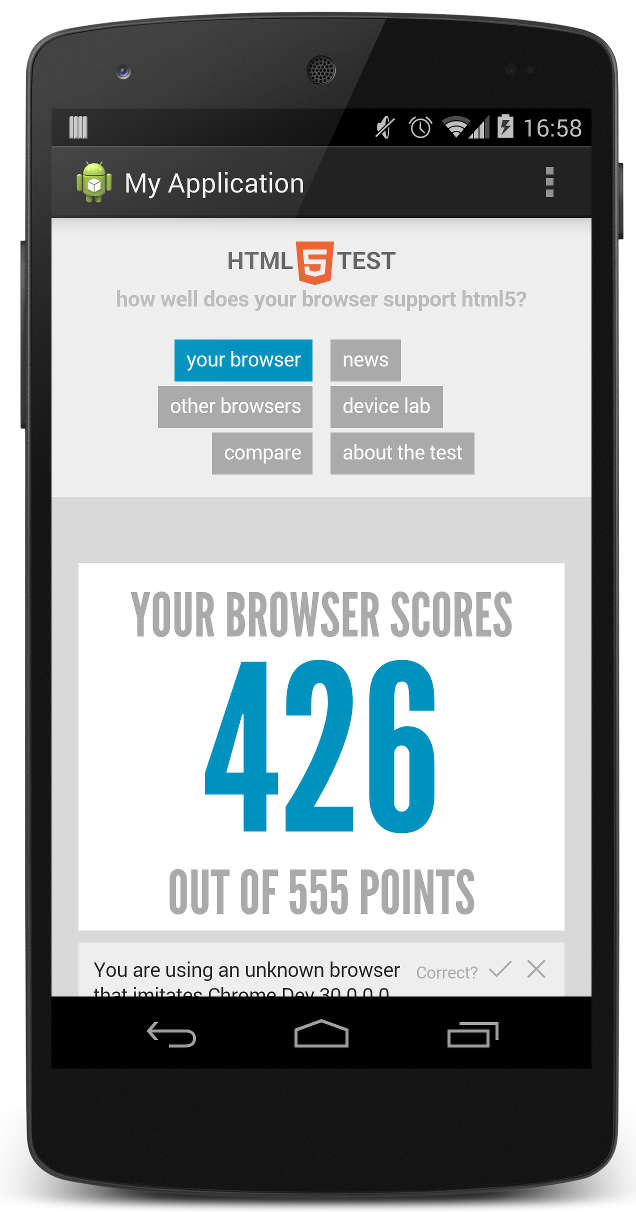 16:58
My Application
HTML 5 TEST
how well does your browser support html5?
your browser
news
other browsers
device lab
compare
about the test
YOUR BROWSER SCORES
426
OUT OF 555 POINTS
You are using an unknown browser
Correct?
that imitates Chrome Dev 30.0.0.0